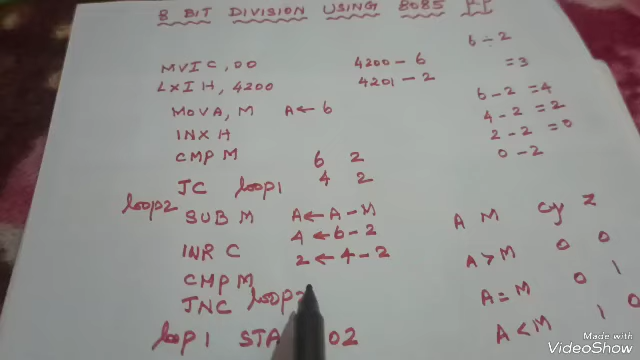 8 BIT DIVISION USING 8085
6 ÷ 2
MVI C, 00 4200 - 6 = 3
LXI H, 4200 4201 - 2
MOV A, M A ← 6 6 - 2 = 4
INX H 4 - 2 = 2
CMP M 6 2 2 - 2 = 0
JC loop1 4 2 0 - 2
loop2 SUB M A ← A - M A M Cy Z
INR C 4 ← 6 - 2 A > M 0 0
CMP M 2 ← 4 - 2 A = M 0 1
JNC A < M 1 0
loop1 STA 02
Made With
VideoShow